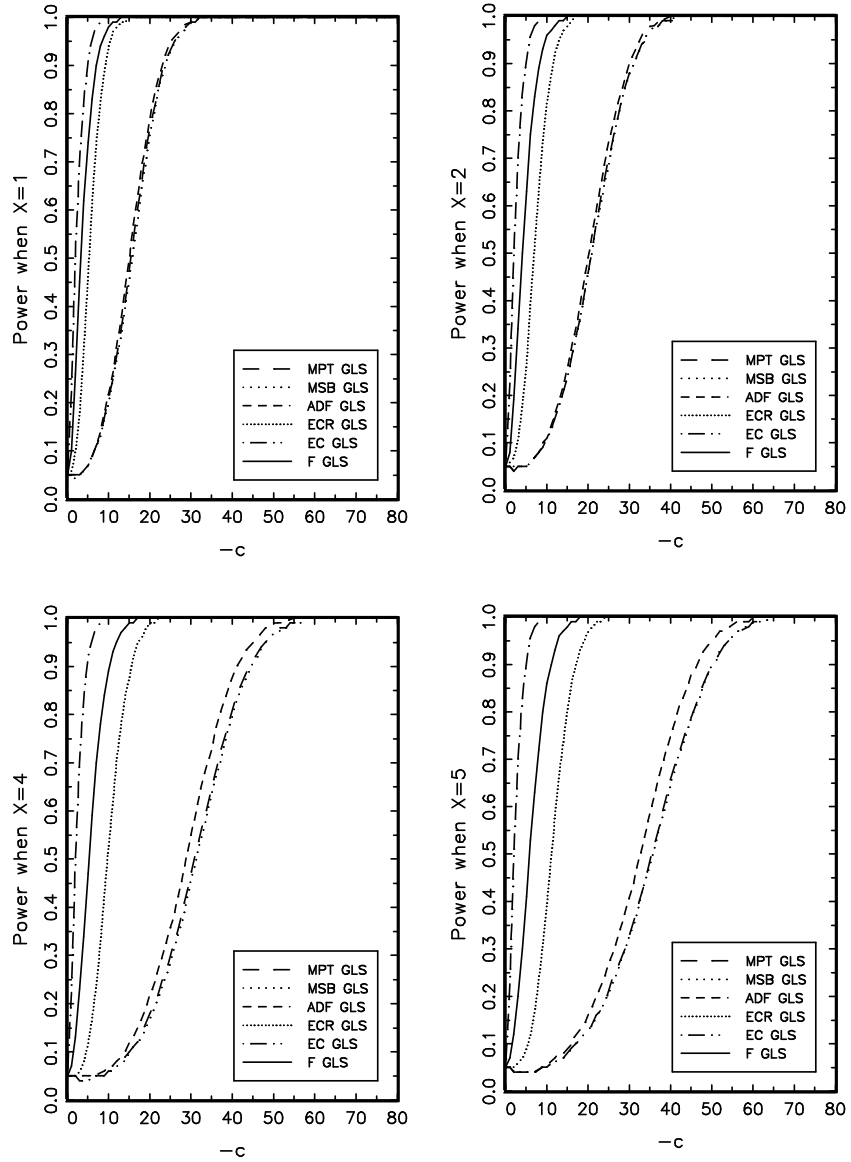 Power when X=1
0.0 0.1 0.2 0.3 0.4 0.5 0.6 0.7 0.8 0.9 1.0
MPT GLS
MSB GLS
ADF GLS
ECR GLS
EC GLS
F GLS
0 10 20 30 40 50 60 70 80
−c
Power when X=2
0.0 0.1 0.2 0.3 0.4 0.5 0.6 0.7 0.8 0.9 1.0
MPT GLS
MSB GLS
ADF GLS
ECR GLS
EC GLS
F GLS
0 10 20 30 40 50 60 70 80
−c
Power when X=4
0.0 0.1 0.2 0.3 0.4 0.5 0.6 0.7 0.8 0.9 1.0
MPT GLS
MSB GLS
ADF GLS
ECR GLS
EC GLS
F GLS
0 10 20 30 40 50 60 70 80
−c
Power when X=5
0.0 0.1 0.2 0.3 0.4 0.5 0.6 0.7 0.8 0.9 1.0
MPT GLS
MSB GLS
ADF GLS
ECR GLS
EC GLS
F GLS
0 10 20 30 40 50 60 70 80
−c